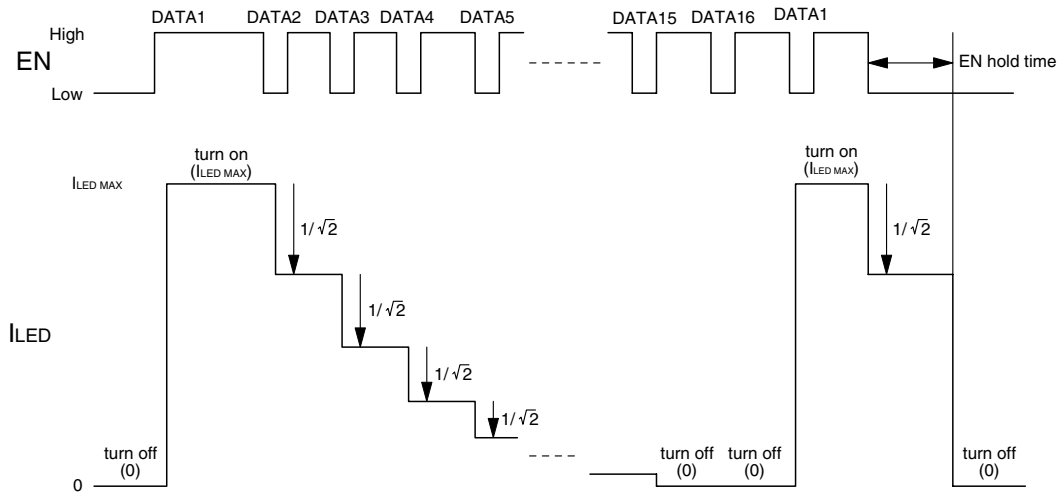 DATA1 DATA2 DATA3 DATA4 DATA5 DATA15 DATA16 DATA1
High
EN
EN hold time
Low
turn on
(ILED MAX)
turn on
(ILED MAX)
ILED MAX
1/√2
1/√2
1/√2
ILED
1/√2
1/√2
turn off
(0)
turn off
(0)
turn off
(0)
turn off
(0)
0